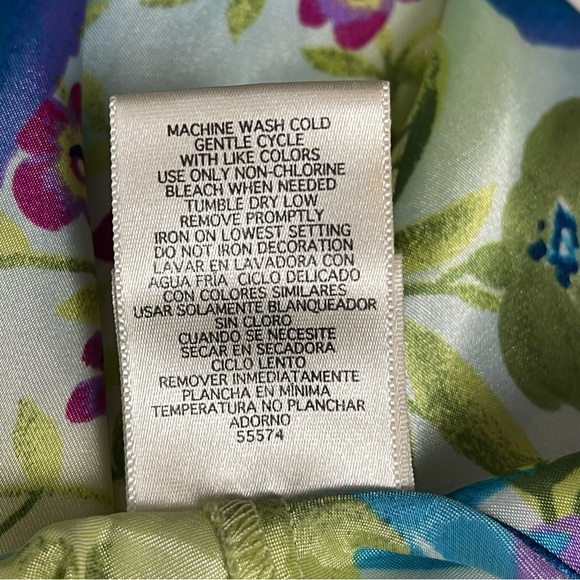 MACHINE WASH COLD
GENTLE CYCLE
WITH LIKE COLORS
USE ONLY NON-CHLORINE
BLEACH WHEN NEEDED
TUMBLE DRY LOW
REMOVE PROMPTLY
IRON ON LOWEST SETTING
DO NOT IRON DECORATION
LAVAR EN LAVADORA CON
AGUA FRÍA CICLO DELICADO
CON COLORES SIMILARES
USAR SOLAMENTE BLANQUEADOR
SIN CLORO
CUANDO SE NECESITE
SECAR EN SECADORA
CICLO LENTO
REMOVER INMEDIATAMENTE
PLANCHA EN MÍNIMA
TEMPERATURA NO PLANCHAR
ADORNO
55574